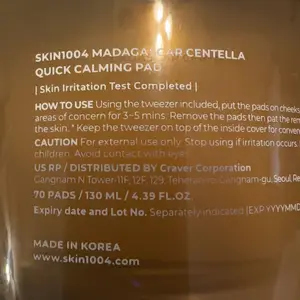 SKIN1004 MADAGASCAR CENTELLA
QUICK CALMING PAD
| Skin Irritation Test Completed |
HOW TO USE Using the tweezer included, put the pads on cheeks
areas of concern for 3-5 mins. Remove the pads then pat the rem
the skin. * Keep the tweezer on top of the inside cover for conven
CAUTION For external use only. Stop using if irritation occurs.
children. Avoid contact with eyes.
US RP / DISTRIBUTED BY Craver Corporation
Gangnam N Tower-11F, 12F, 129, Teheran-ro, Gangnam-gu, Seoul, Re
70 PADS / 130 ML / 4.39 FL.OZ.
Expiry date and Lot No. Separately indicated (EXP YYYYMMD
MADE IN KOREA
www.skin1004.com